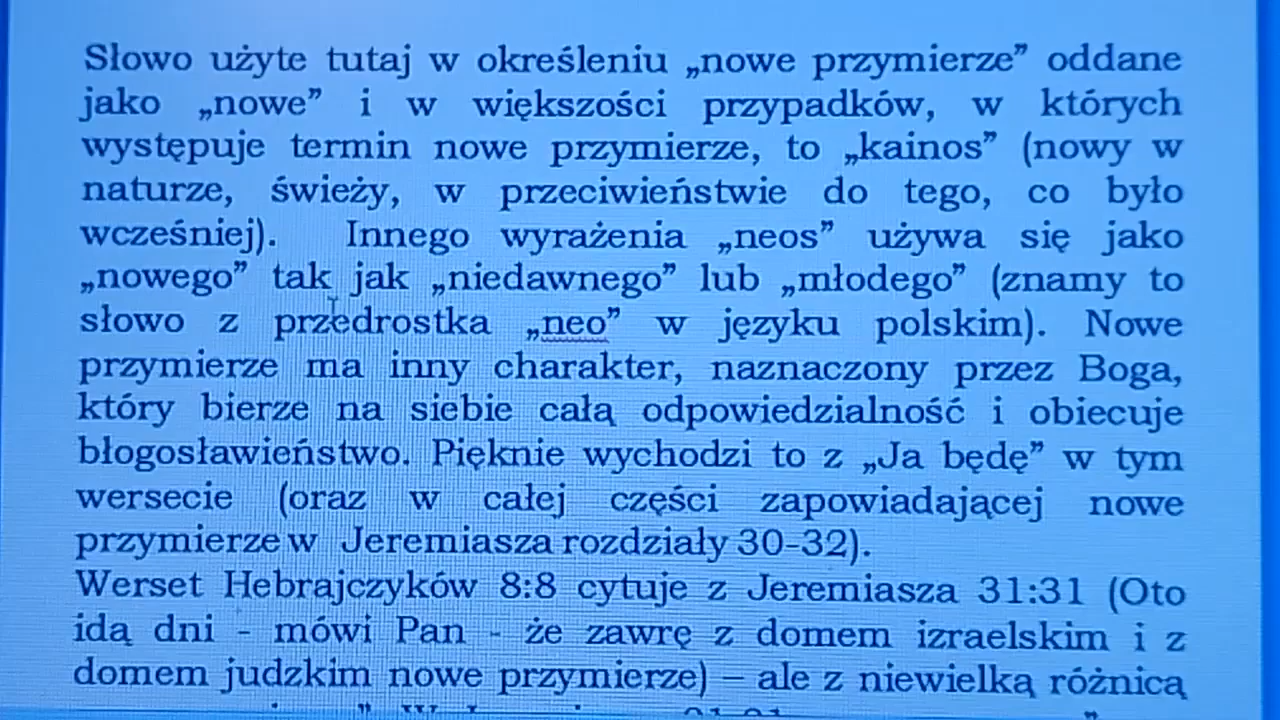 Słowo użyte tutaj w określeniu „nowe przymierze” oddane
jako „nowe” i w większości przypadków, w których
występuje termin nowe przymierze, to „kainos” (nowy w
naturze, świeży, w przeciwieństwie do tego, co było
wcześniej). Innego wyrażenia „neos” używa się jako
„nowego” tak jak „niedawnego” lub „młodego” (znamy to
słowo z przedrostka „neo” w języku polskim). Nowe
przymierze ma inny charakter, naznaczony przez Boga,
który bierze na siebie całą odpowiedzialność i obiecuje
błogosławieństwo. Pięknie wychodzi to z „Ja będę” w tym
wersecie (oraz w całej części zapowiadającej nowe
przymierze w Jeremiasza rozdziały 30-32).
Werset Hebrajczyków 8:8 cytuje z Jeremiasza 31:31 (Oto
idą dni - mówi Pan - że zawrę z domem izraelskim i z
domem judzkim nowe przymierze) – ale z niewielką różnicą